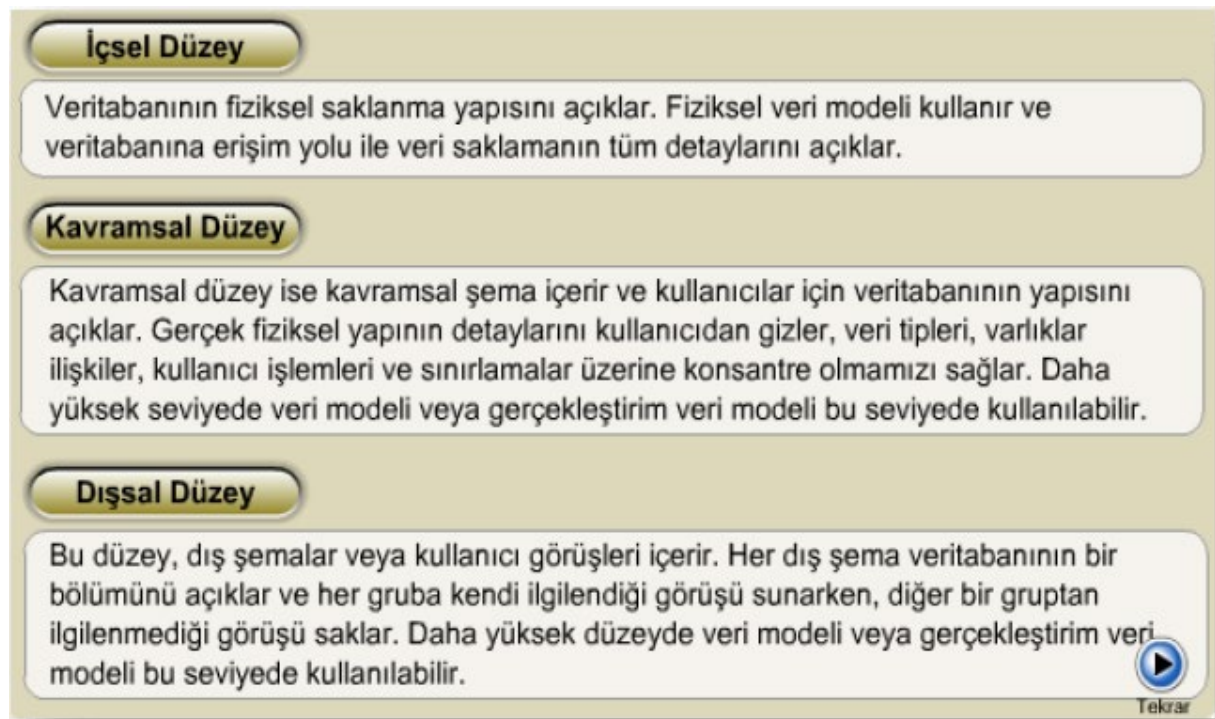 İçsel Düzey
Veritabanının fiziksel saklanma yapısını açıklar. Fiziksel veri modeli kullanır ve
veritabanına erişim yolu ile veri saklamanın tüm detaylarını açıklar.
Kavramsal Düzey
Kavramsal düzey ise kavramsal şema içerir ve kullanıcılar için veritabanının yapısını
açıklar. Gerçek fiziksel yapının detaylarını kullanıcıdan gizler, veri tipleri, varlıklar
ilişkiler, kullanıcı işlemleri ve sınırlamalar üzerine konsantre olmamızı sağlar. Daha
yüksek seviyede veri modeli veya gerçekleştirim veri modeli bu seviyede kullanılabilir.
Dışsal Düzey
Bu düzey, dış şemalar veya kullanıcı görüşleri içerir. Her dış şema veritabanının bir
bölümünü açıklar ve her gruba kendi ilgilendiği görüşü sunarken, diğer bir gruptan
ilgilenmediği görüşü saklar. Daha yüksek düzeyde veri modeli veya gerçekleştirim veri
modeli bu seviyede kullanılabilir.
Tekrar